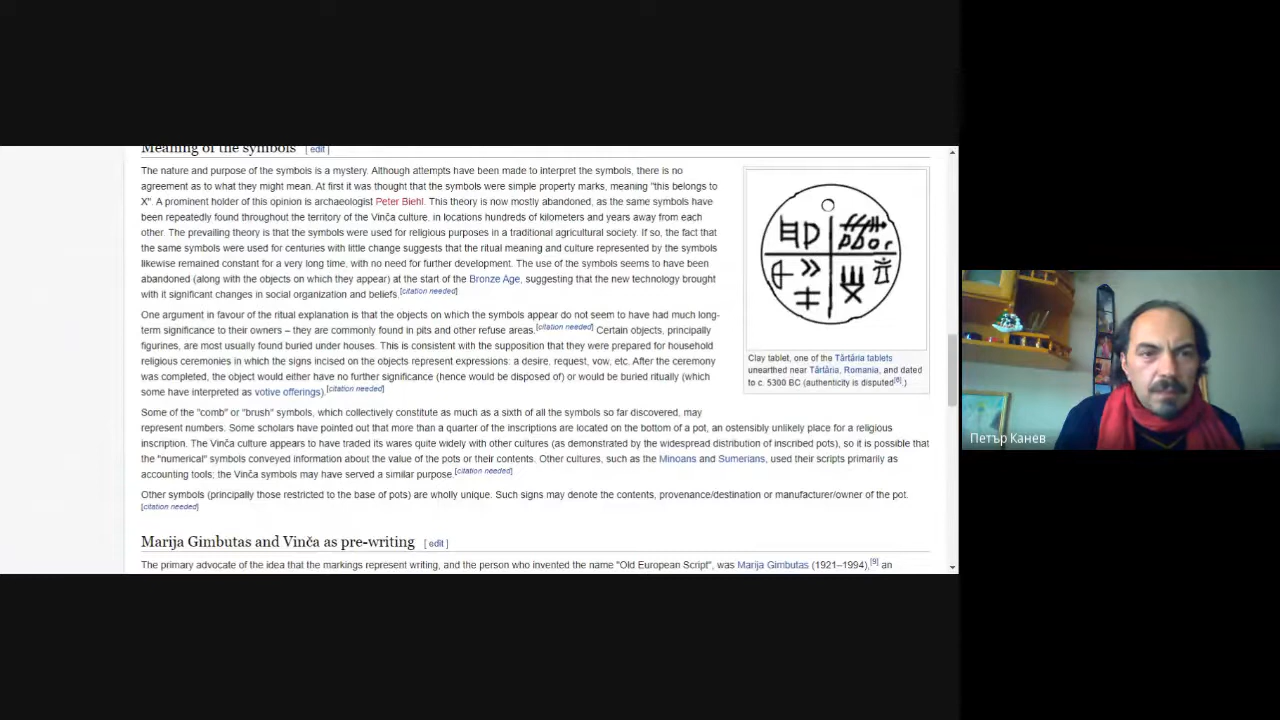 Meaning of the symbols [ edit ]
The nature and purpose of the symbols is a mystery. Although attempts have been made to interpret the symbols, there is no
agreement as to what they might mean. At first it was thought that the symbols were simple property marks, meaning "this belongs to
X". A prominent holder of this opinion is archaeologist Peter Biehl. This theory is now mostly abandoned, as the same symbols have
been repeatedly found throughout the territory of the Vinča culture, in locations hundreds of kilometers and years away from each
other. The prevailing theory is that the symbols were used for religious purposes in a traditional agricultural society. If so, the fact that
the same symbols were used for centuries with little change suggests that the ritual meaning and culture represented by the symbols
likewise remained constant for a very long time, with no need for further development. The use of the symbols seems to have been
abandoned (along with the objects on which they appear) at the start of the Bronze Age, suggesting that the new technology brought
with it significant changes in social organization and beliefs.[citation needed]
One argument in favour of the ritual explanation is that the objects on which the symbols appear do not seem to have had much long-
term significance to their owners – they are commonly found in pits and other refuse areas.[citation needed] Certain objects, principally
figurines, are most usually found buried under houses. This is consistent with the supposition that they were prepared for household
religious ceremonies in which the signs incised on the objects represent expressions: a desire, request, vow, etc. After the ceremony
was completed, the object would either have no further significance (hence would be disposed of) or would be buried ritually (which
some have interpreted as votive offerings).[citation needed]
Some of the "comb" or "brush" symbols, which collectively constitute as much as a sixth of all the symbols so far discovered, may
represent numbers. Some scholars have pointed out that more than a quarter of the inscriptions are located on the bottom of a pot, an ostensibly unlikely place for a religious
inscription. The Vinča culture appears to have traded its wares quite widely with other cultures (as demonstrated by the widespread distribution of inscribed pots), so it is possible that
the "numerical" symbols conveyed information about the value of the pots or their contents. Other cultures, such as the Minoans and Sumerians, used their scripts primarily as
accounting tools; the Vinča symbols may have served a similar purpose.[citation needed]
Other symbols (principally those restricted to the base of pots) are wholly unique. Such signs may denote the contents, provenance/destination or manufacturer/owner of the pot.
[citation needed]
Marija Gimbutas and Vinča as pre-writing [ edit ]
The primary advocate of the idea that the markings represent writing, and the person who invented the name "Old European Script", was Marija Gimbutas (1921–1994),[9] an
Clay tablet, one of the Tărtăria tablets
unearthed near
Tărtăria, Romania, and dated
to c. 5300 BC (authenticity is disputed[6].)
Петър Канев